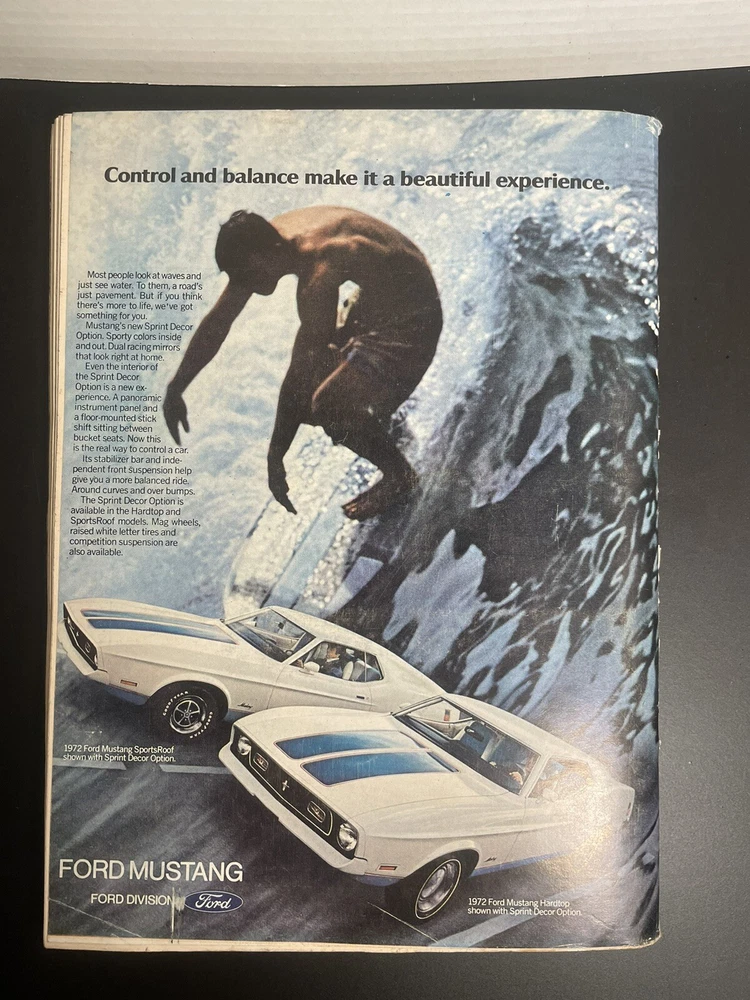 Control and balance make it a beautiful experience.
Most people look at waves and
just see water. To them, a road's
just pavement. But if you think
there's more to life, we've got
something for you.
Mustang's new Sprint Decor
Option. Sporty colors inside
and out. Dual racing mirrors
that look right at home.
Even the interior of
the Sprint Decor
Option is a new ex-
perience. A panoramic
instrument panel and
a floor-mounted stick
shift sitting between
bucket seats. Now this
is the real way to control a car.
Its stabilizer bar and inde-
pendent front suspension help
give you a more balanced ride.
Around curves and over bumps.
The Sprint Decor Option is
available in the Hardtop and
SportsRoof models. Mag wheels,
raised white letter tires and
competition suspension are
also available.
1972 Ford Mustang SportsRoof
shown with Sprint Decor Option.
FORD MUSTANG
FORD DIVISION
Ford
1972 Ford Mustang Hardtop
shown with Sprint Decor Option.